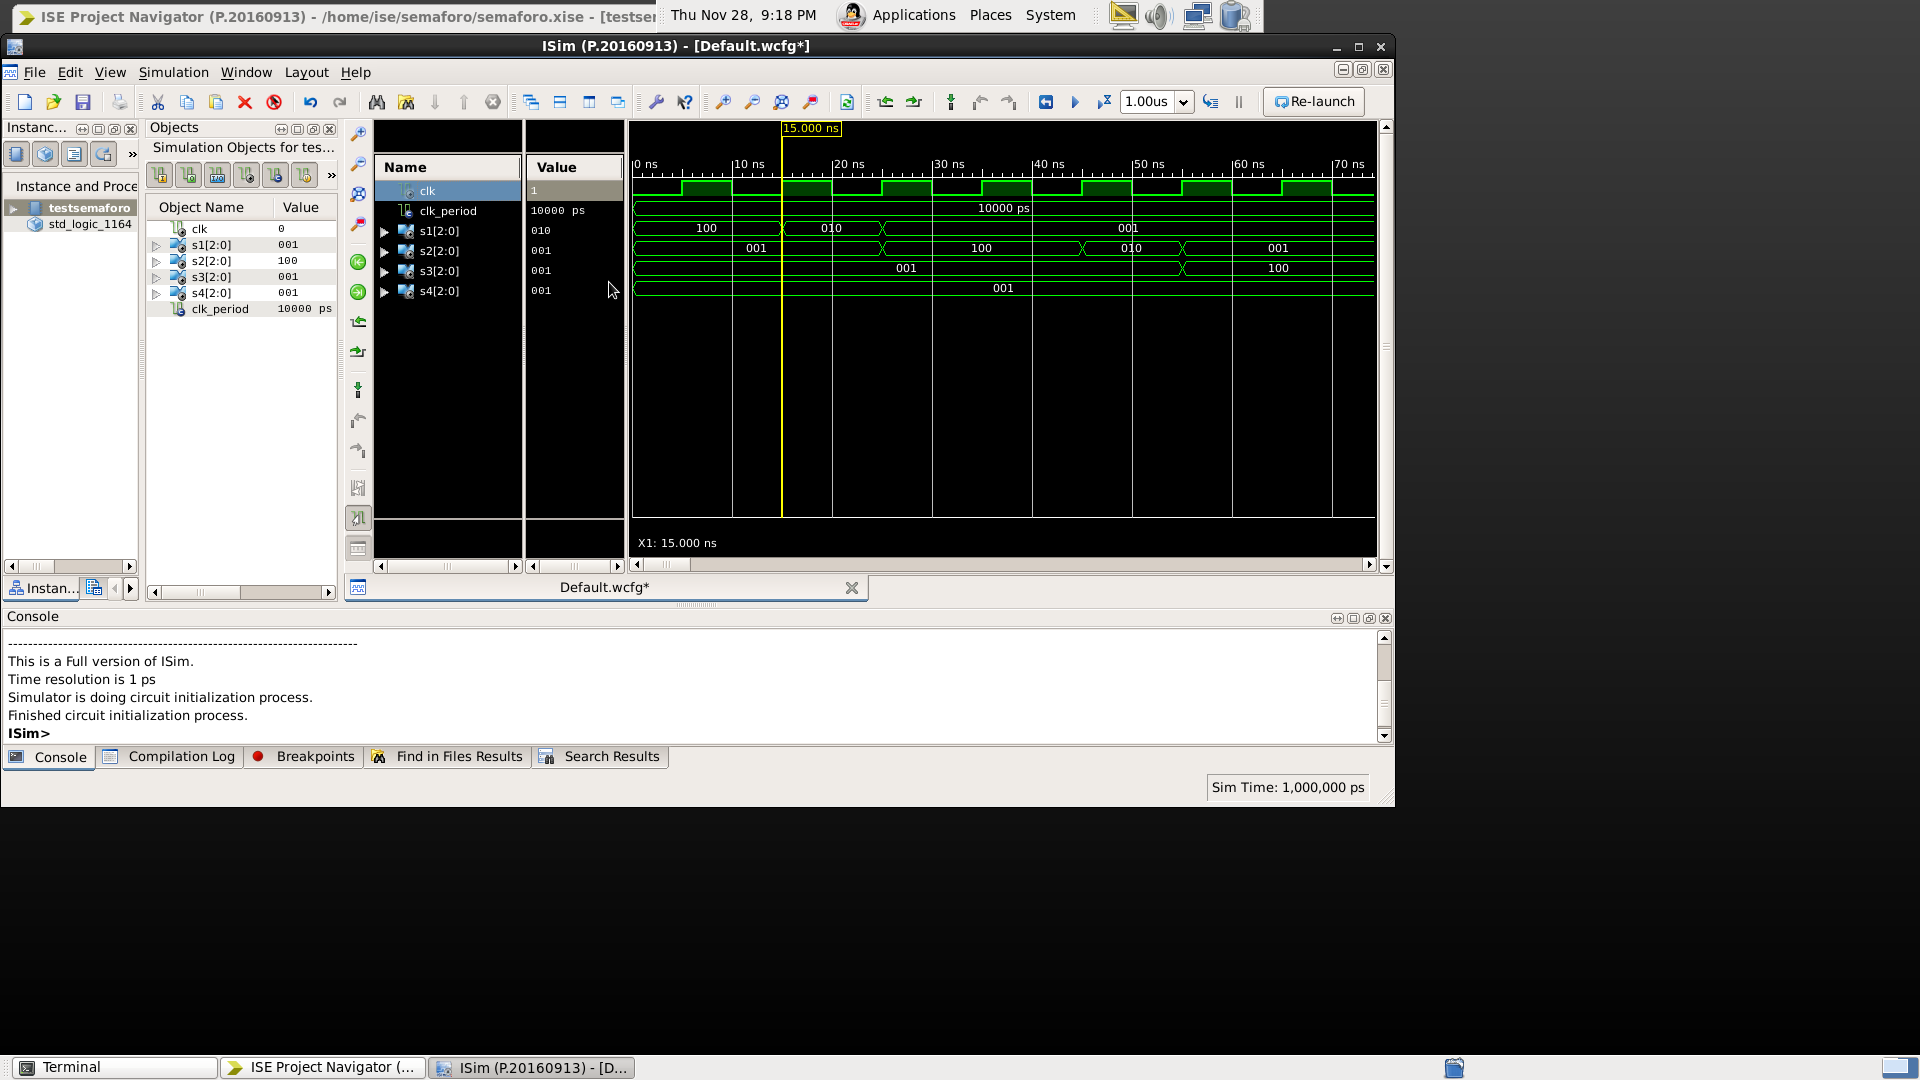 ISE Project Navigator (P.20160913) - /home/ise/semaforo/semaforo.xise - [testser
Thu Nov 28, 9:18 PM
Applications
Places
System
ISim (P.20160913) - [Default.wcfg*]
File Edit View Simulation Window Layout Help
1.00us
Re-launch
Instanc...
»
Instance and Proce
testsemaforo
std_logic_1164
Instan...
Objects
Simulation Objects for tes...
»
Object Name Value
clk 0
s1[2:0] 001
s2[2:0] 100
s3[2:0] 001
s4[2:0] 001
clk_period 10000 ps
Name Value
clk 1
clk_period 10000 ps
s1[2:0] 010
s2[2:0] 001
s3[2:0] 001
s4[2:0] 001
15.000 ns
0 ns 10 ns 20 ns 30 ns 40 ns 50 ns 60 ns 70 ns
10000 ps
100 010 001
001 100 010 001
001 100
001
X1: 15.000 ns
Default.wcfg*
Console
----------------------------------------------------------------------
This is a Full version of ISim.
Time resolution is 1 ps
Simulator is doing circuit initialization process.
Finished circuit initialization process.
ISim>
Console Compilation Log Breakpoints Find in Files Results Search Results
Sim Time: 1,000,000 ps
Terminal
ISE Project Navigator (...
ISim (P.20160913) - [D...